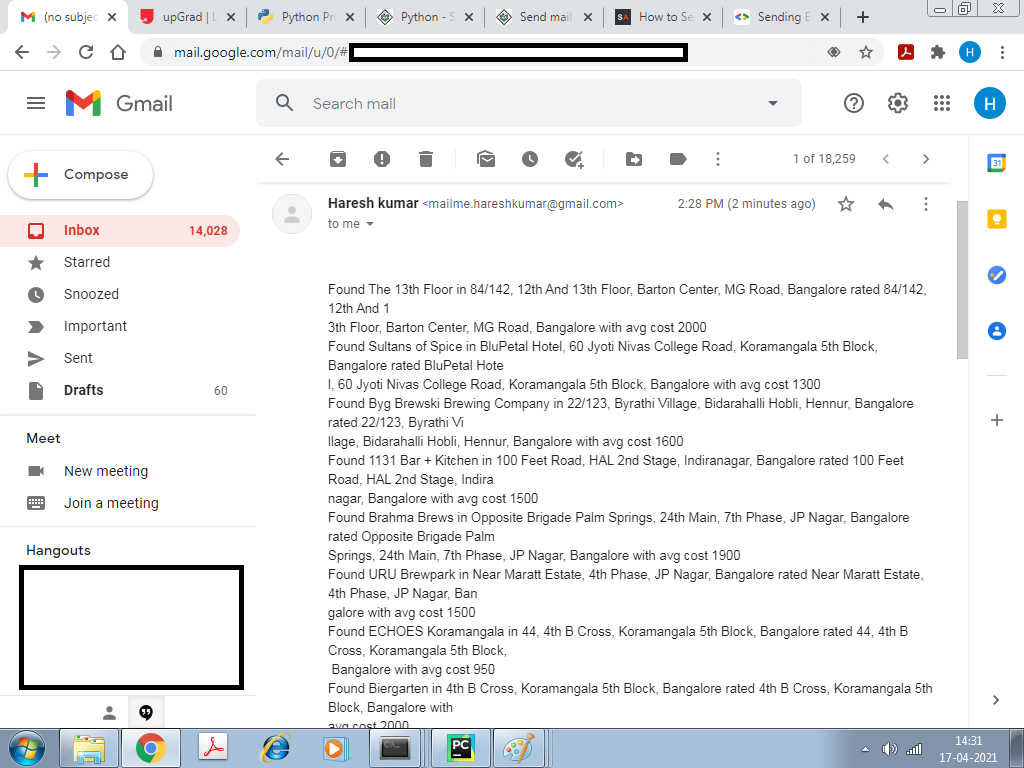 (no subjec
upGrad | L
Python Pro
Python - S
Send mail
How to Se
Sending E
mail.google.com/mail/u/0/#
H
Gmail
Search mail
H
Compose
1 of 18,259
31
Inbox 14,028
Starred
Snoozed
Important
Sent
Drafts 60
Meet
New meeting
Join a meeting
Hangouts
Haresh kumar <mailme.hareshkumar@gmail.com> 2:28 PM (2 minutes ago)
to me
Found The 13th Floor in 84/142, 12th And 13th Floor, Barton Center, MG Road, Bangalore rated 84/142,
12th And 1
3th Floor, Barton Center, MG Road, Bangalore with avg cost 2000
Found Sultans of Spice in BluPetal Hotel, 60 Jyoti Nivas College Road, Koramangala 5th Block,
Bangalore rated BluPetal Hote
l, 60 Jyoti Nivas College Road, Koramangala 5th Block, Bangalore with avg cost 1300
Found Byg Brewski Brewing Company in 22/123, Byrathi Village, Bidarahalli Hobli, Hennur, Bangalore
rated 22/123, Byrathi Vi
llage, Bidarahalli Hobli, Hennur, Bangalore with avg cost 1600
Found 1131 Bar + Kitchen in 100 Feet Road, HAL 2nd Stage, Indiranagar, Bangalore rated 100 Feet
Road, HAL 2nd Stage, Indira
nagar, Bangalore with avg cost 1500
Found Brahma Brews in Opposite Brigade Palm Springs, 24th Main, 7th Phase, JP Nagar, Bangalore
rated Opposite Brigade Palm
Springs, 24th Main, 7th Phase, JP Nagar, Bangalore with avg cost 1900
Found URU Brewpark in Near Maratt Estate, 4th Phase, JP Nagar, Bangalore rated Near Maratt Estate,
4th Phase, JP Nagar, Ban
galore with avg cost 1500
Found ECHOES Koramangala in 44, 4th B Cross, Koramangala 5th Block, Bangalore rated 44, 4th B
Cross, Koramangala 5th Block,
Bangalore with avg cost 950
Found Biergarten in 4th B Cross, Koramangala 5th Block, Bangalore rated 4th B Cross, Koramangala 5th
Block, Bangalore with
avg cost 2000
PC
14:31
17-04-2021